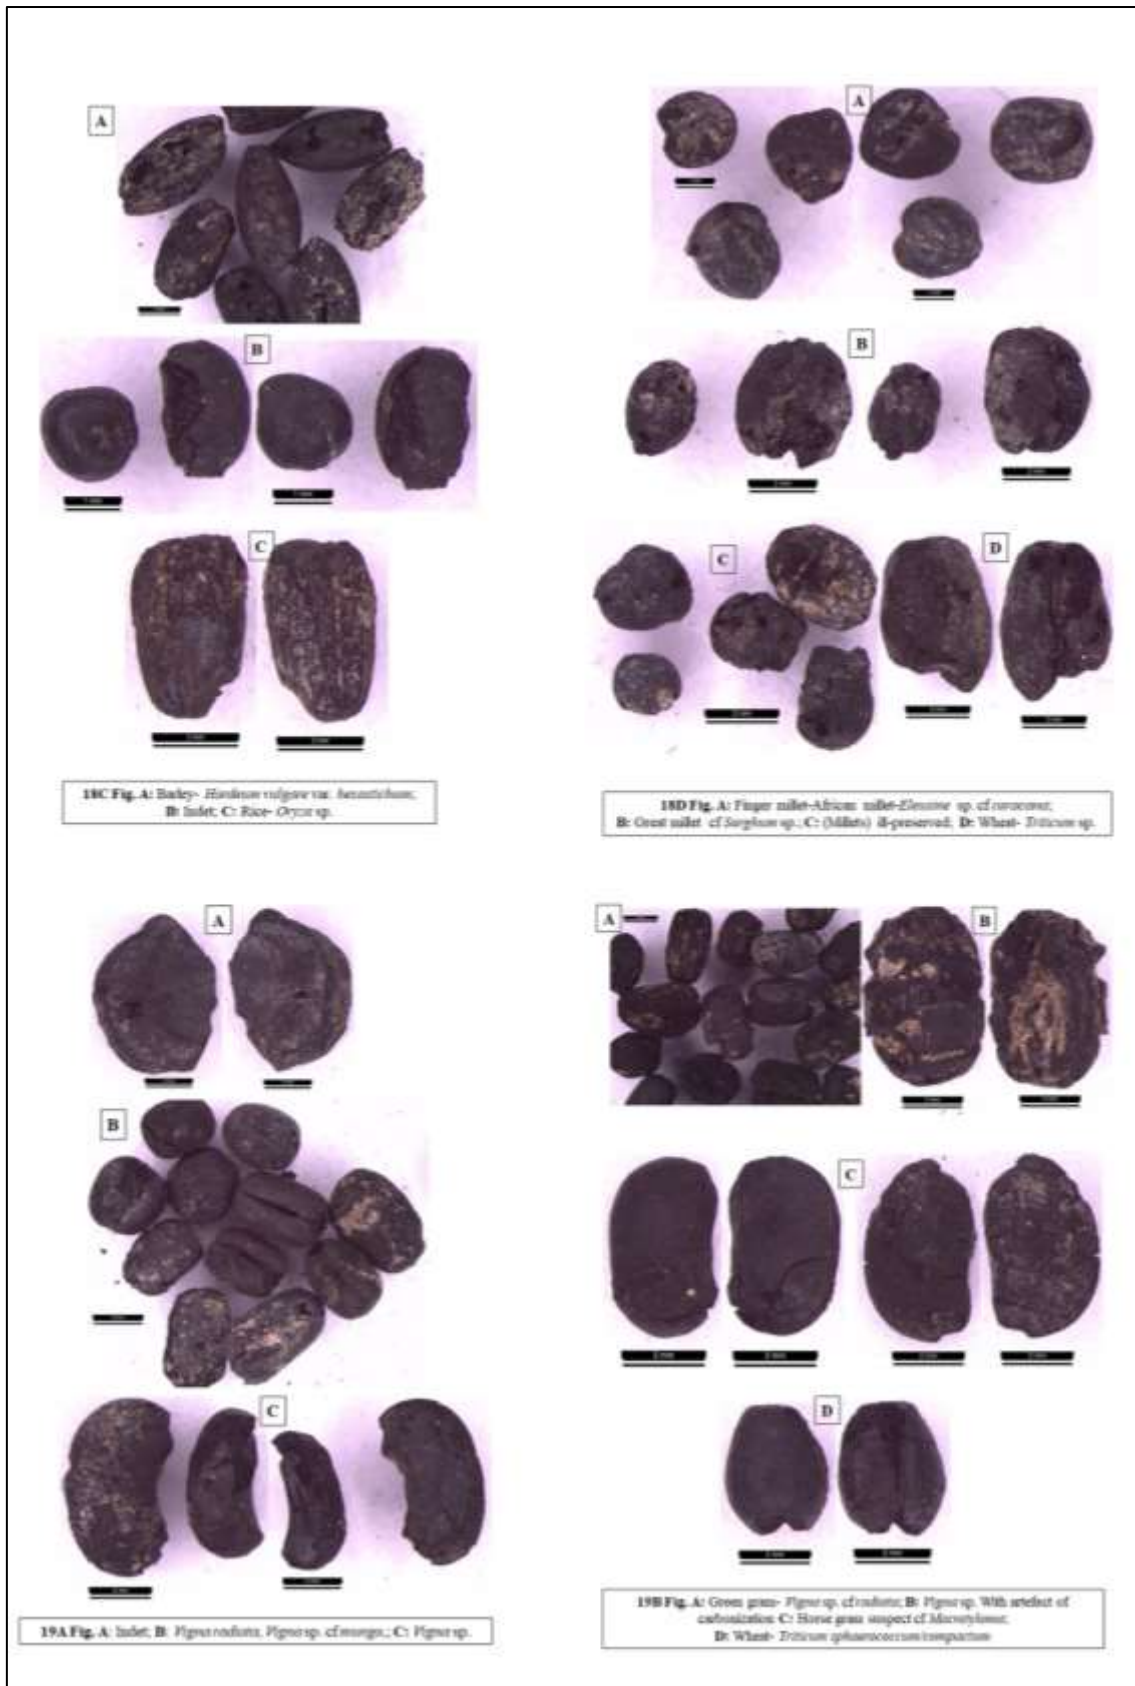 A
B
C
18C Fig. A: Barley- Hordeum vulgare var. hexastichum;
B: Indet; C: Rice- Oryza sp.
A
B
C
D
18D Fig. A: Finger millet-African millet-Eleusine sp. cf coracana;
B: Great millet cf Sorghum sp.; C: (Millets) ill-preserved; D: Wheat- Triticum sp.
A
B
C
19A Fig. A: Indet; B: Vigna radiata, Vigna sp. cf mungo.; C: Vigna sp.
A
B
C
D
19B Fig. A: Green gram- Vigna sp. cf radiata; B: Vigna sp. With artefact of
carbonization C: Horse gram suspect cf Macrotyloma;
D: Wheat- Triticum sphaerococcum/compactum